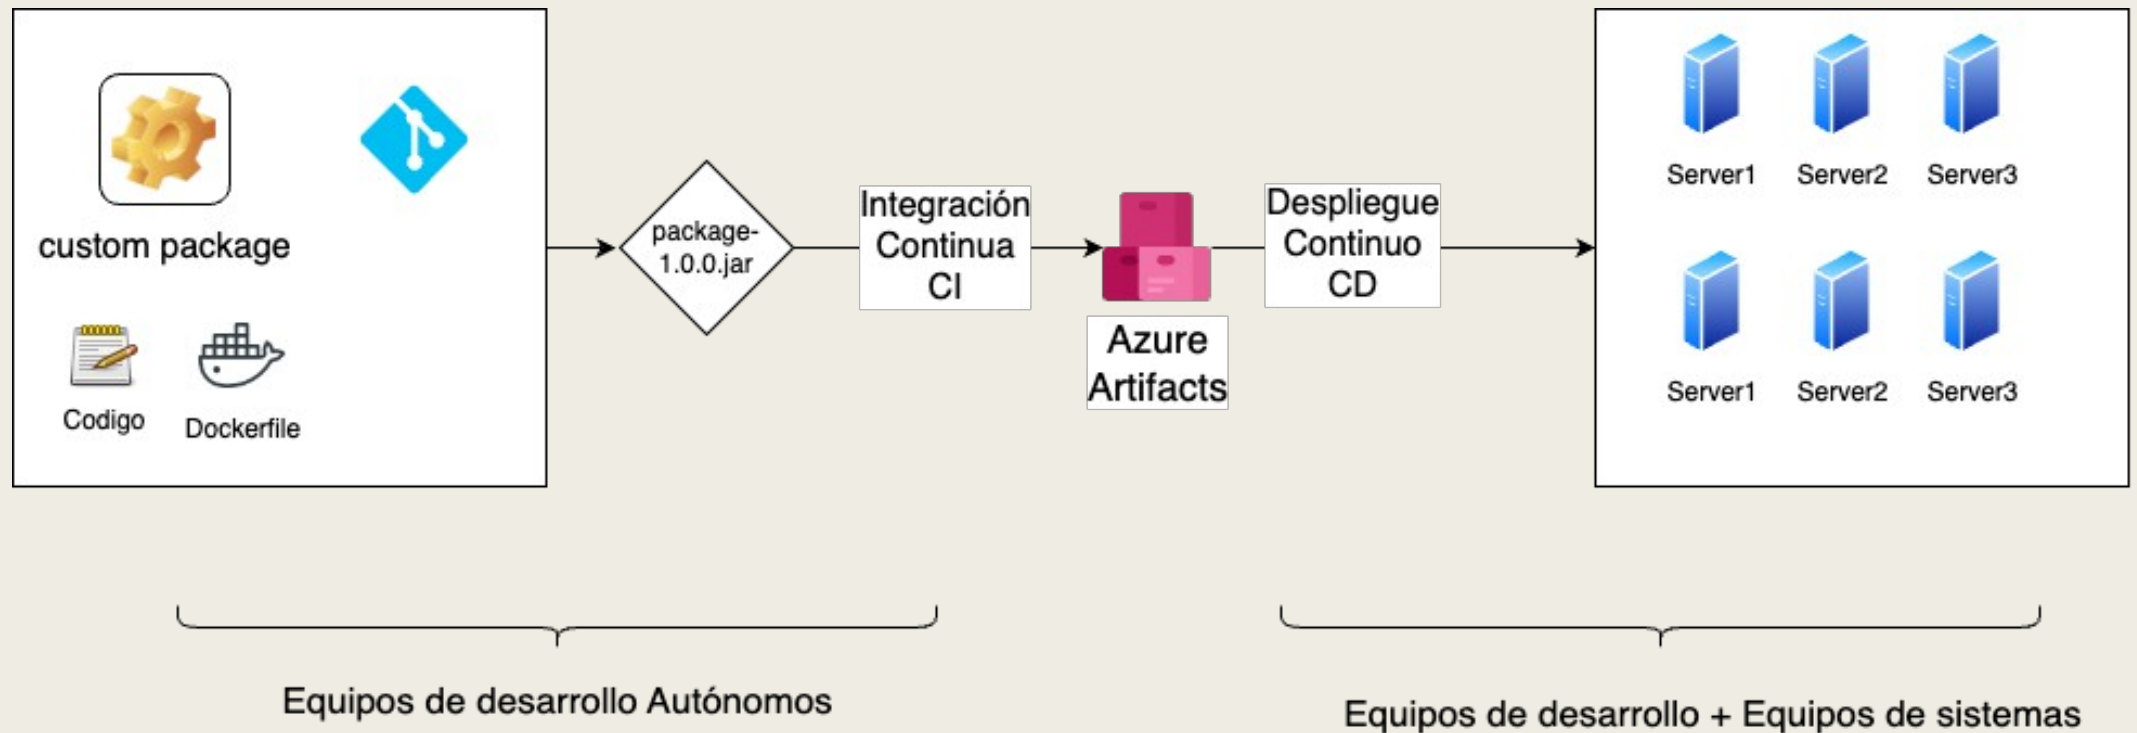 custom package
Codigo
Dockerfile
package-
1.0.0.jar
Integración
Continua
CI
Azure
Artifacts
Despliegue
Continuo
CD
Server1
Server2
Server3
Server1
Server2
Server3
Equipos de desarrollo Autónomos
Equipos de desarrollo + Equipos de sistemas